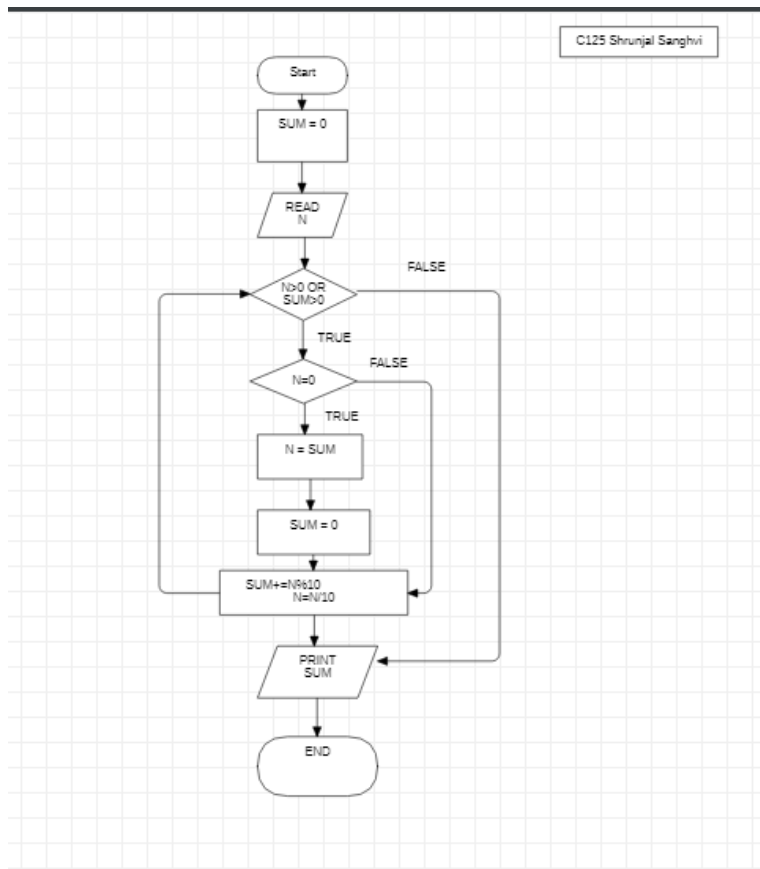 C125 Shrunjal Sanghvi
Start
SUM = 0
READ
N
N>0 OR
SUM>0
FALSE
TRUE
N=0
FALSE
TRUE
N = SUM
SUM = 0
SUM+=N%10
N=N/10
PRINT
SUM
END